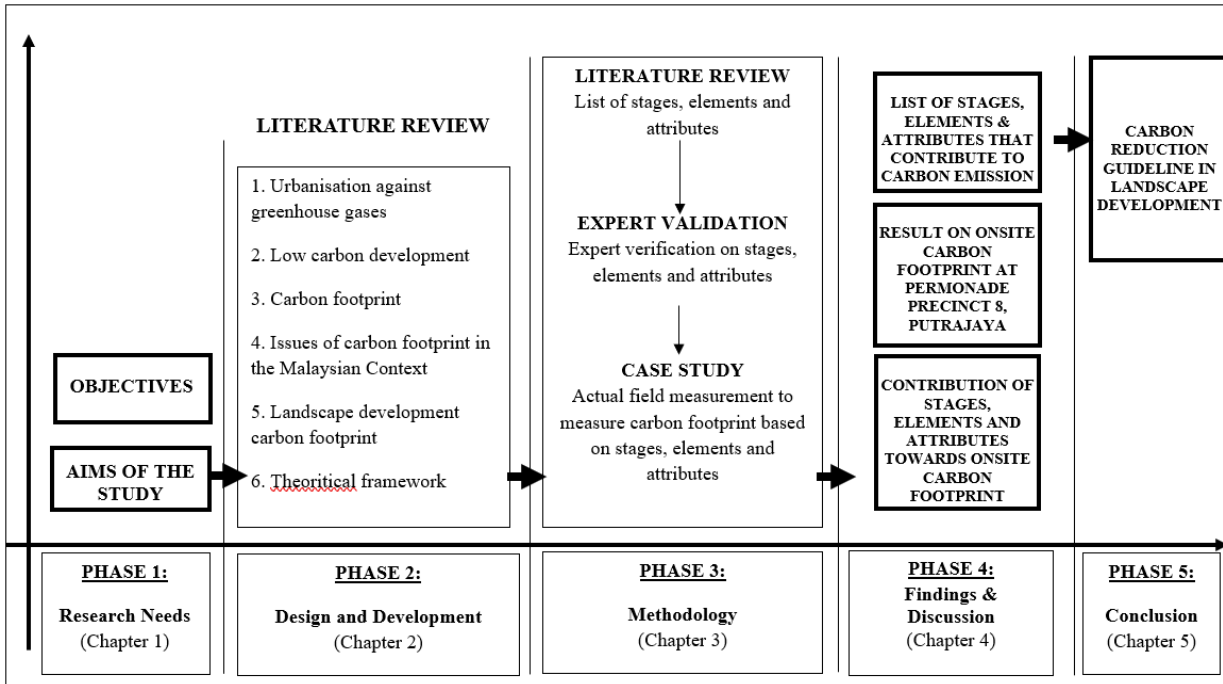 OBJECTIVES
AIMS OF THE
STUDY
LITERATURE REVIEW
1. Urbanisation against
greenhouse gases
2. Low carbon development
3. Carbon footprint
4. Issues of carbon footprint in
the Malaysian Context
5. Landscape development
carbon footprint
6. Theoritical framework
LITERATURE REVIEW
List of stages, elements and
attributes
EXPERT VALIDATION
Expert verification on stages,
elements and attributes
CASE STUDY
Actual field measurement to
measure carbon footprint based
on stages, elements and
attributes
LIST OF STAGES,
ELEMENTS &
ATTRIBUTES THAT
CONTRIBUTE TO
CARBON EMISSION
RESULT ON ONSITE
CARBON
FOOTPRINT AT
PERMONADE
PRECINCT 8,
PUTRAJAYA
CONTRIBUTION OF
STAGES,
ELEMENTS AND
ATTRIBUTES
TOWARDS ONSITE
CARBON
FOOTPRINT
CARBON
REDUCTION
GUIDELINE IN
LANDSCAPE
DEVELOPMENT
PHASE 1:
Research Needs
(Chapter 1)
PHASE 2:
Design and Development
(Chapter 2)
PHASE 3:
Methodology
(Chapter 3)
PHASE 4:
Findings &
Discussion
(Chapter 4)
PHASE 5:
Conclusion
(Chapter 5)